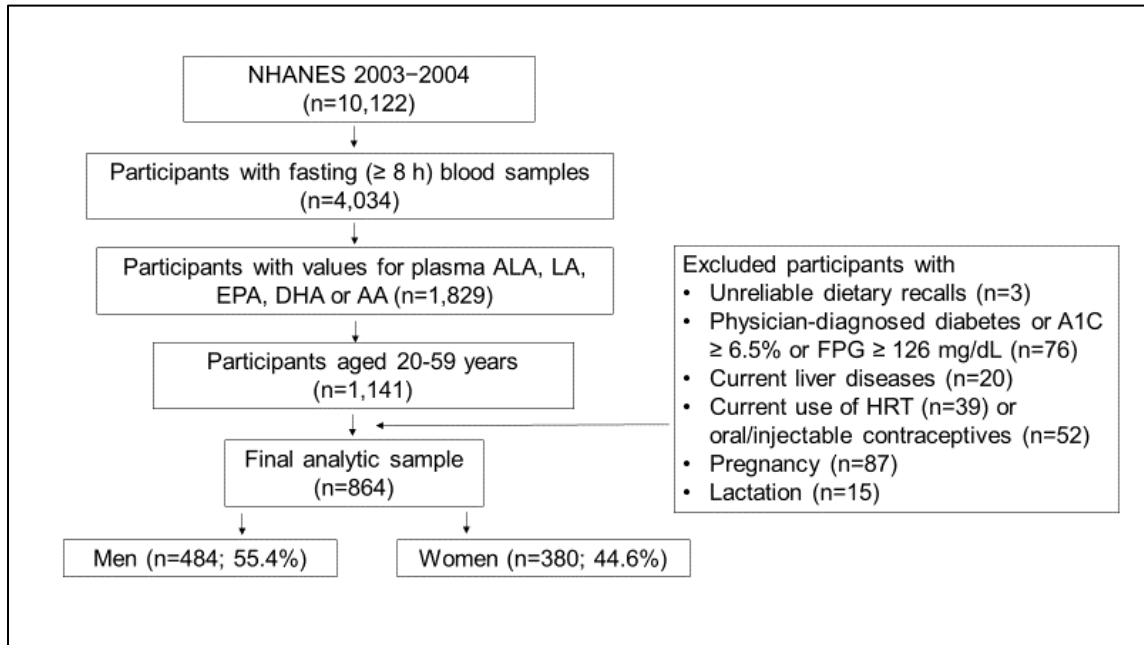 NHANES 2003−2004
(n=10,122)
Participants with fasting (≥ 8 h) blood samples
(n=4,034)
Participants with values for plasma ALA, LA,
EPA, DHA or AA (n=1,829)
Participants aged 20-59 years
(n=1,141)
Excluded participants with
• Unreliable dietary recalls (n=3)
• Physician-diagnosed diabetes or A1C
≥ 6.5% or FPG ≥ 126 mg/dL (n=76)
• Current liver diseases (n=20)
• Current use of HRT (n=39) or
oral/injectable contraceptives (n=52)
• Pregnancy (n=87)
• Lactation (n=15)
Final analytic sample
(n=864)
Men (n=484; 55.4%)
Women (n=380; 44.6%)